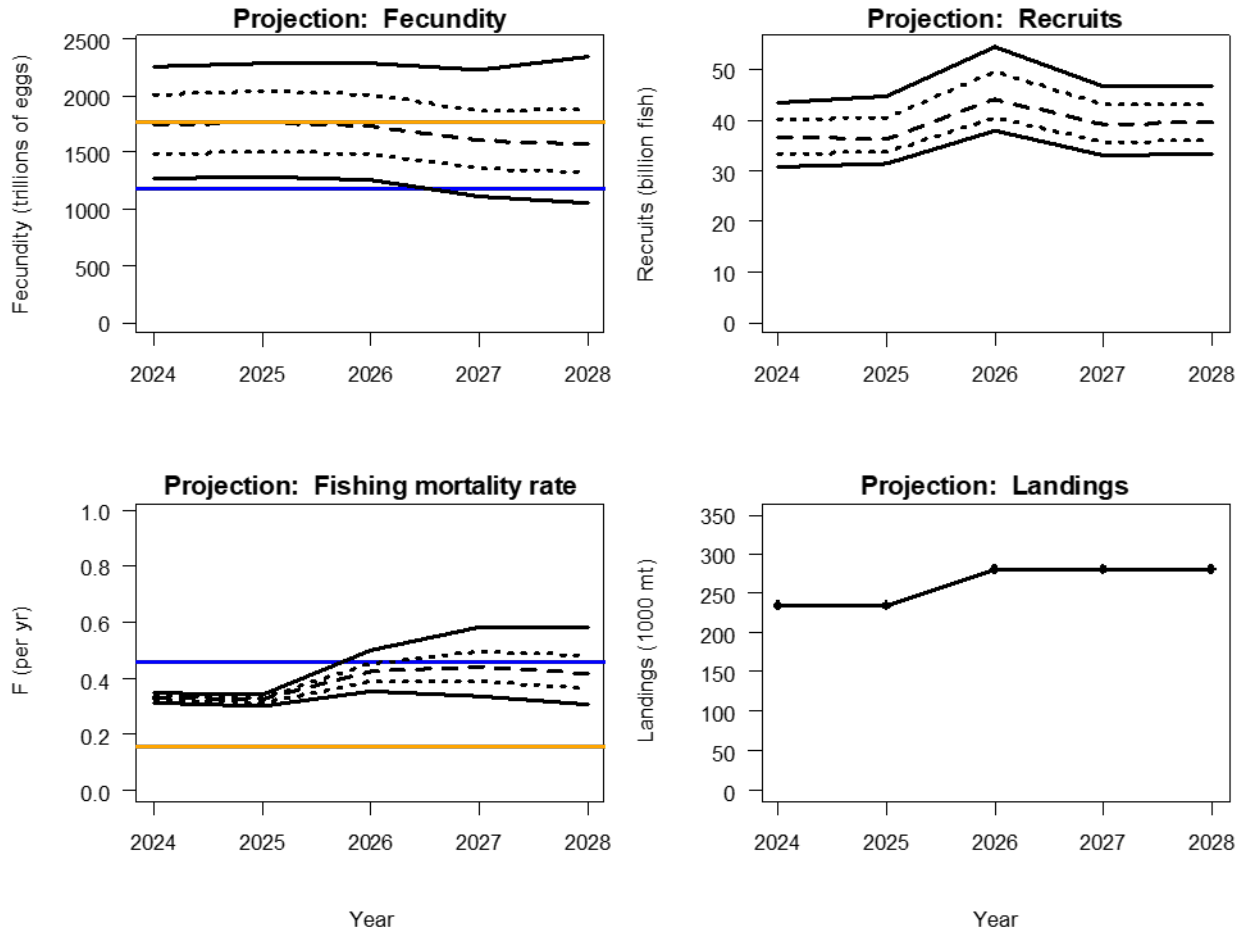 Projection:  Fecundity
Fecundity (trillions of eggs)
2500
2000
1500
1000
500
0
2024 2025 2026 2027 2028
Projection:  Recruits
Recruits (billion fish)
50
40
30
20
10
0
2024 2025 2026 2027 2028
Projection:  Fishing mortality rate
F (per yr)
1.0
0.8
0.6
0.4
0.2
0.0
2024 2025 2026 2027 2028
Year
Projection:  Landings
Landings (1000 mt)
350
300
250
200
150
100
50
0
2024 2025 2026 2027 2028
Year